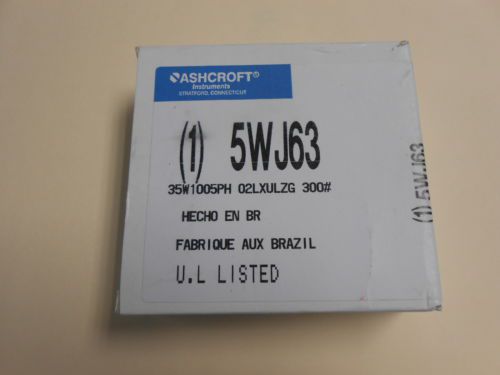 ASHCROFT®
Instruments
STRATFORD, CONNECTICUT
(1) 5WJ63
35W1005PH 02LXULZG 300#
HECHO EN BR
FABRIQUE AUX BRAZIL
U.L LISTED
(1) 5WJ63